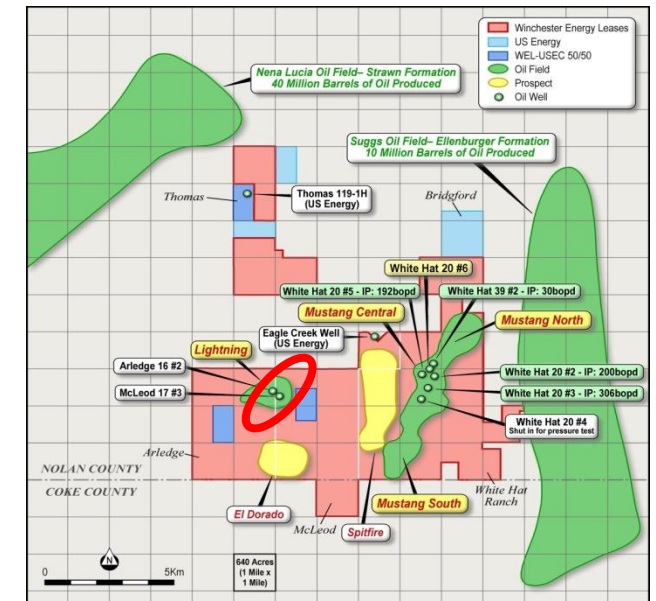 Winchester Energy Leases
US Energy
WEL-USEC 50/50
Oil Field
Prospect
Oil Well
Nena Lucia Oil Field– Strawn Formation
40 Million Barrels of Oil Produced
Suggs Oil Field– Ellenburger Formation
10 Million Barrels of Oil Produced
Thomas
Thomas 119-1H
(US Energy)
Bridgford
White Hat 20 #6
White Hat 20 #5 - IP: 192bopd
White Hat 39 #2 - IP: 30bopd
Mustang Central
Mustang North
Eagle Creek Well
(US Energy)
Lightning
Arledge 16 #2
McLeod 17 #3
White Hat 20 #2 - IP: 200bopd
White Hat 20 #3 - IP: 306bopd
White Hat 20 #4
Shut in for pressure test
Arledge
NOLAN COUNTY
COKE COUNTY
White Hat
Ranch
El Dorado
McLeod
Spitfire
Mustang South
N
0
5Km
640 Acres
(1 Mile x
1 Mile)